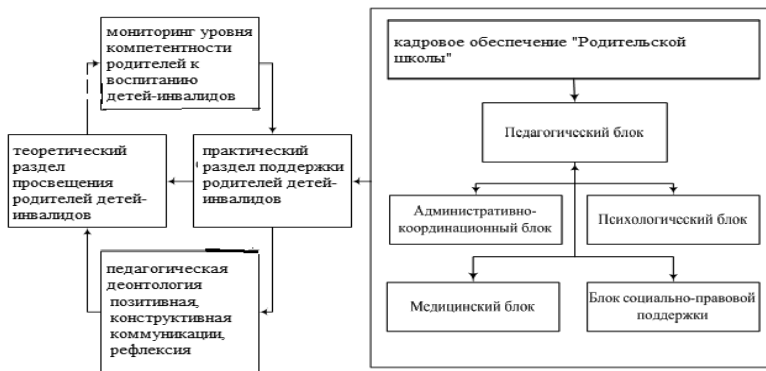 мониторинг уровня
компетентности
родителей к
воспитанию
детей-инвалидов
теоретический
раздел
просвещения
родителей детей-
инвалидов
практический
раздел поддержки
родителей детей-
инвалидов
педагогическая
деонтология
позитивная,
конструктивная
коммуникации,
рефлексия
кадровое обеспечение "Родительской
школы"
Педагогический блок
Административно-
координационный блок
Психологический блок
Медицинский блок
Блок социально-правовой
поддержки